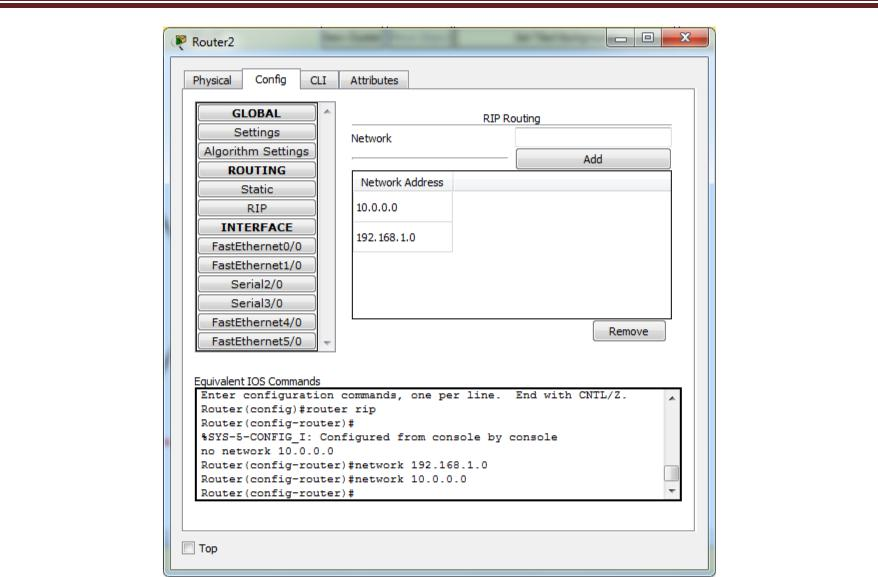 Router2
Physical Config CLI Attributes
GLOBAL
Settings
Algorithm Settings
ROUTING
Static
RIP
INTERFACE
FastEthernet0/0
FastEthernet1/0
Serial2/0
Serial3/0
FastEthernet4/0
FastEthernet5/0
RIP Routing
Network
Add
Network Address
10.0.0.0
192.168.1.0
Remove
Equivalent IOS Commands
Enter configuration commands, one per line. End with CNTL/Z.
Router(config)#router rip
Router(config-router)#
%SYS-5-CONFIG_I: Configured from console by console
no network 10.0.0.0
Router(config-router)#network 192.168.1.0
Router(config-router)#network 10.0.0.0
Router(config-router)#
Top